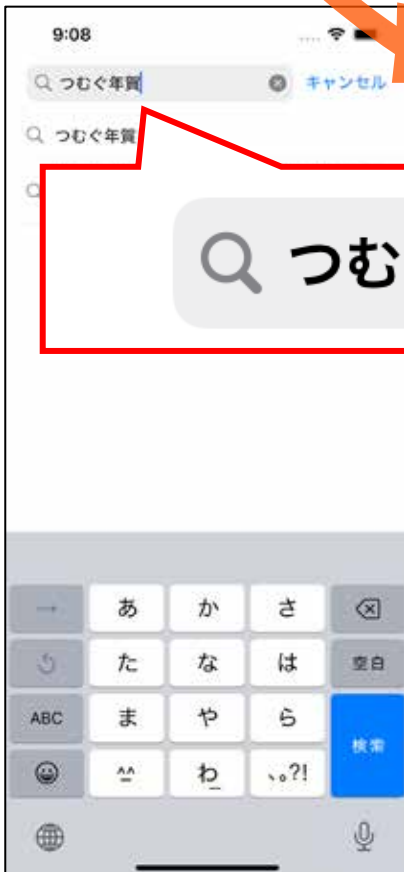 9:08
つむぐ年賀
キャンセル
つむぐ年賀
つむ
あ
か
さ
た
な
は
空白
ABC
ま
や
ら
検索
^^
わ
、。?!